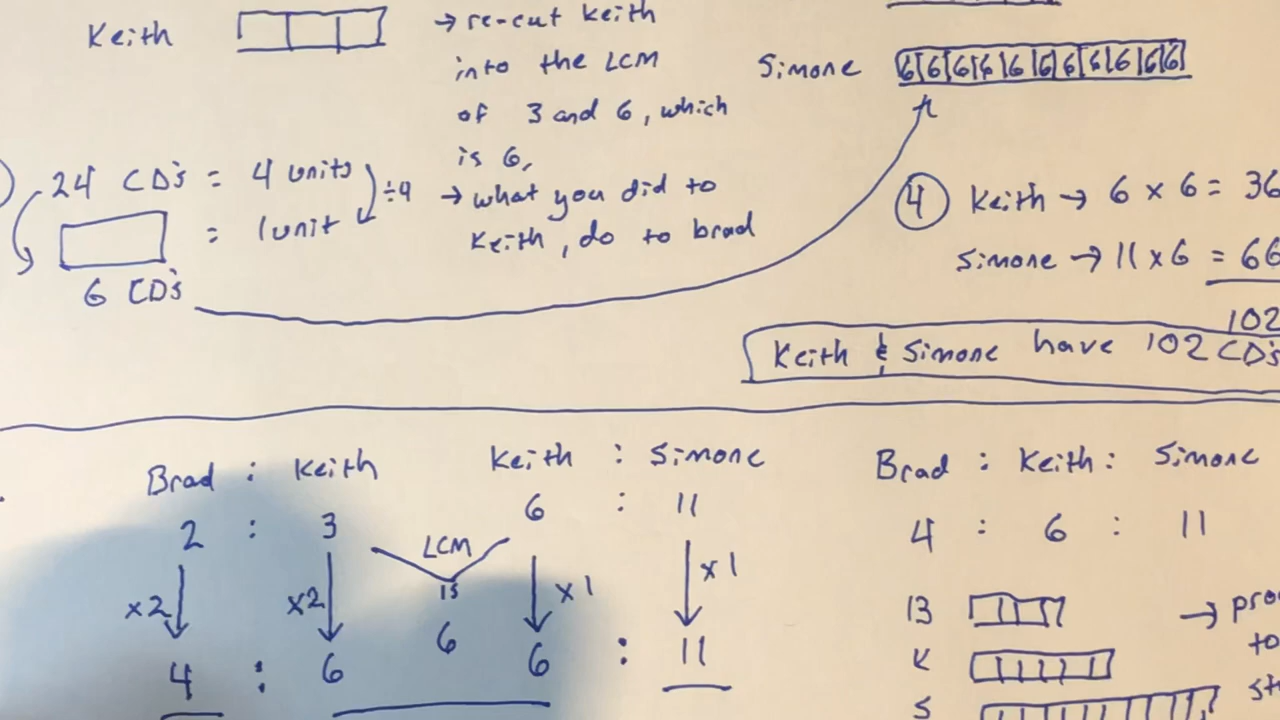 Keith → re-cut Keith
into the LCM
of 3 and 6, which
is 6,
→ what you did to
Keith, do to brad
24 CD's = 4 units
÷4
= 1 unit
6 CD's
Simone 6 6 6 6 6 6 6 6 6 6 6
4 Keith → 6 x 6 = 36
Simone → 11 x 6 = 66
102
Keith & Simone have 102 CD's
Brad : Keith
2 : 3
x2 x2
4 : 6
LCM
is
6
Keith : Simone
6 : 11
x1 x1
6 : 11
Brad : Keith : Simone
4 : 6 : 11
B →
K to
S